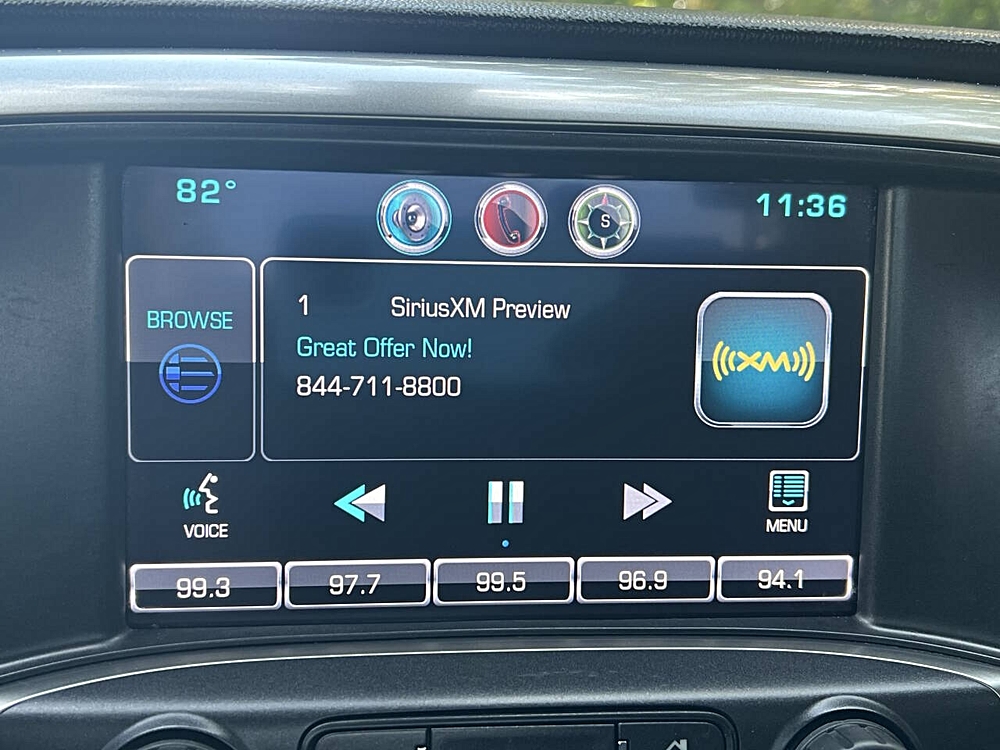 82°
S
11:36
BROWSE
1 SiriusXM Preview
Great Offer Now!
844-711-8800
((XM))
VOICE
MENU
99.3 97.7 99.5 96.9 94.1